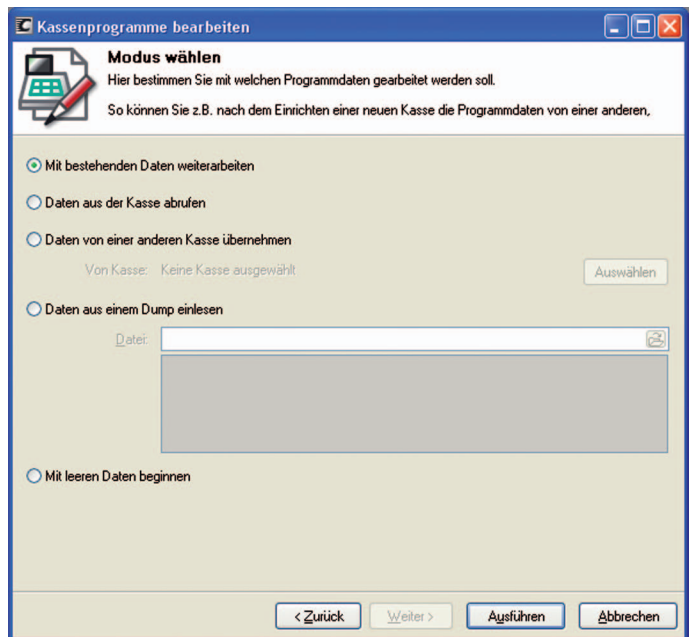 Kassenprogramme bearbeiten
Modus wählen
Hier bestimmen Sie mit welchen Programmdaten gearbeitet werden soll.
So können Sie z.B. nach dem Einrichten einer neuen Kasse die Programmdaten von einer anderen,
Mit bestehenden Daten weiterarbeiten
Daten aus der Kasse abrufen
Daten von einer anderen Kasse übernehmen
Von Kasse: Keine Kasse ausgewählt Auswählen
Daten aus einem Dump einlesen
Datei:
Mit leeren Daten beginnen
< Zurück Weiter > Ausführen Abbrechen